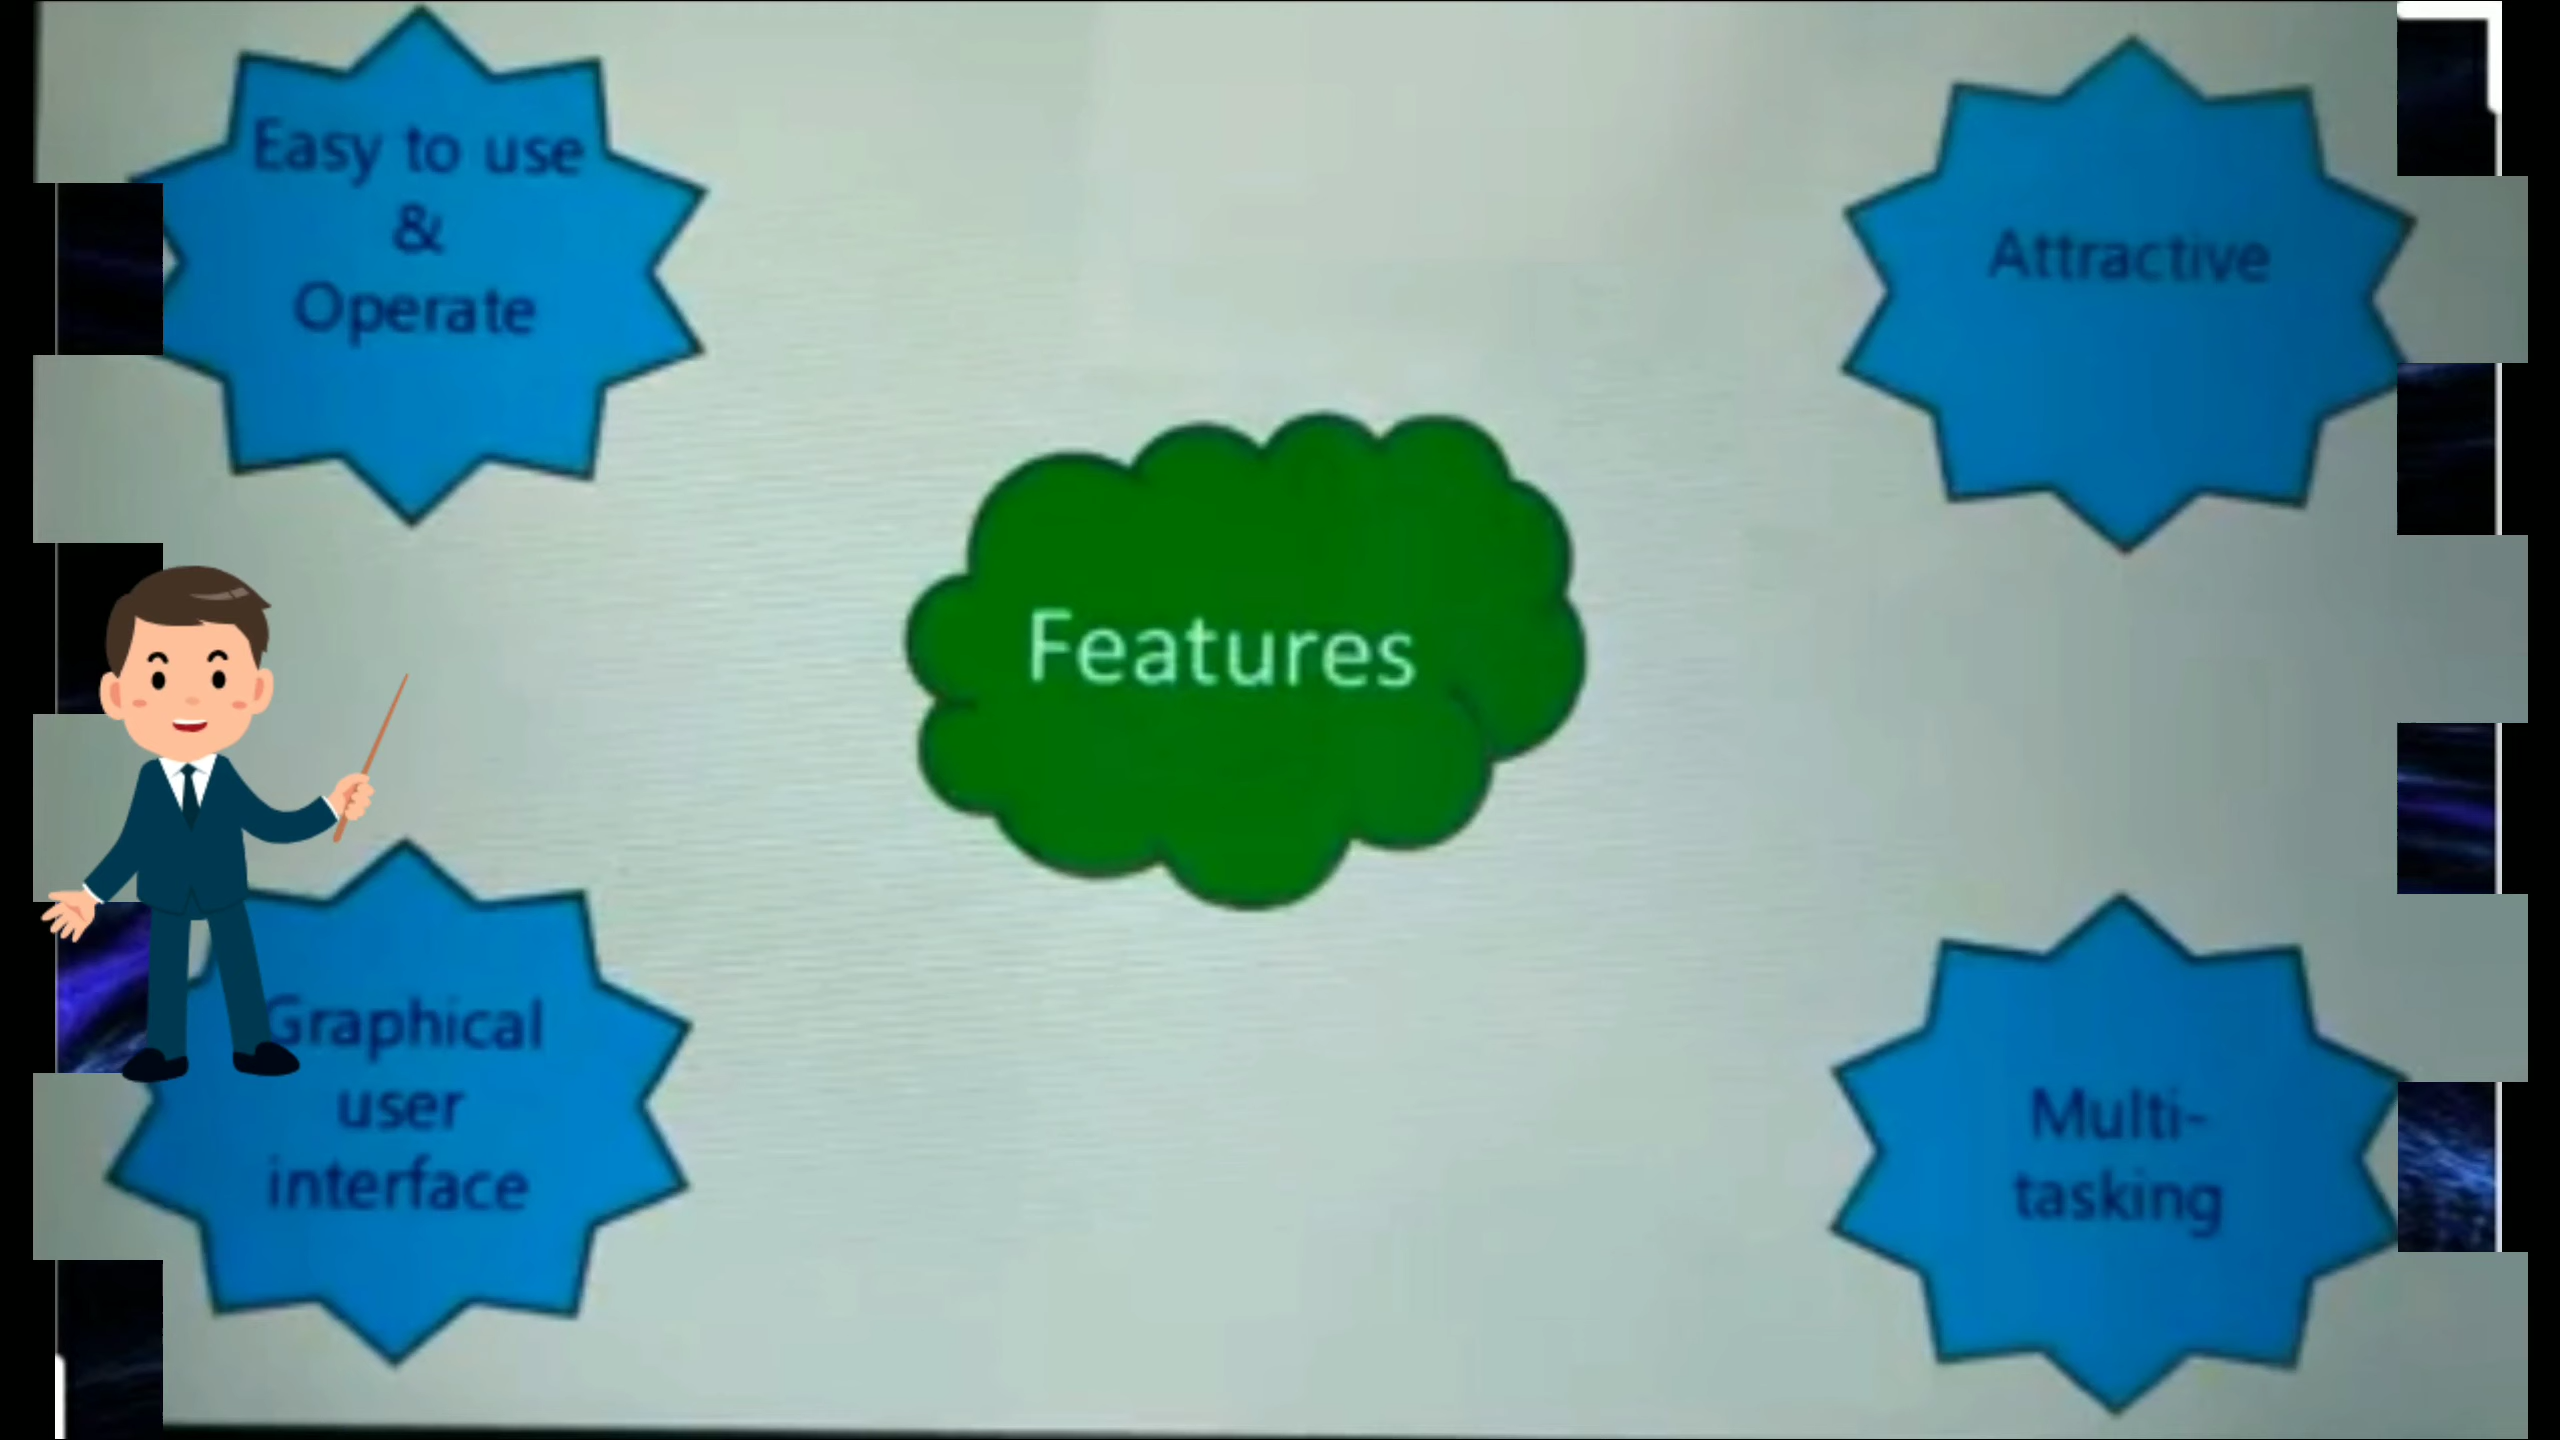 Easy to use
&
Operate
Attractive
Features
Graphical
user
interface
Multi-
tasking